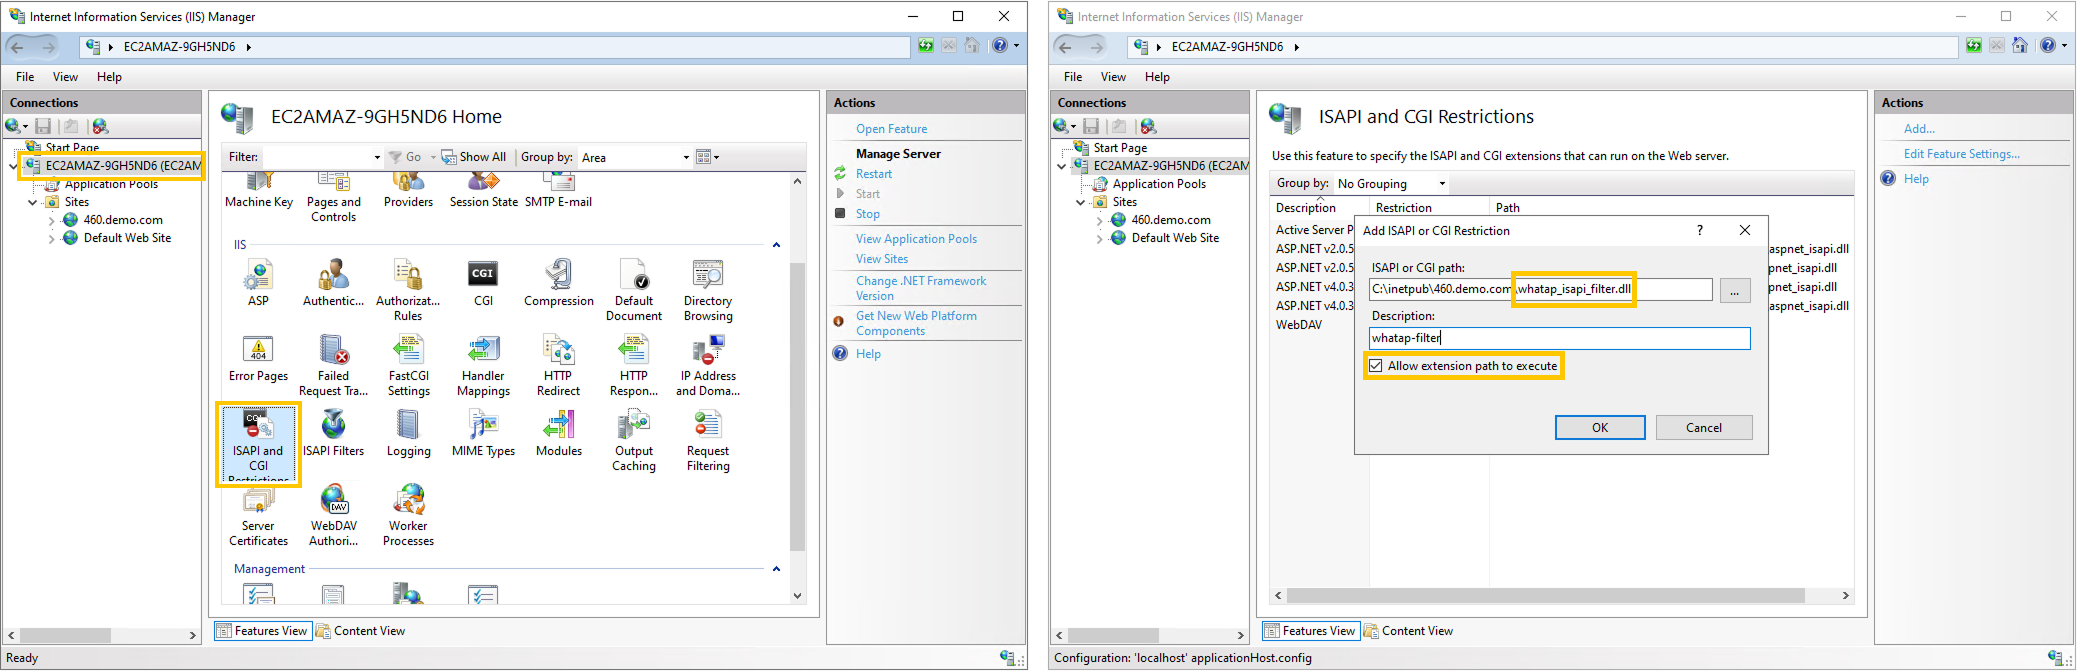 Internet Information Services (IIS) Manager
EC2AMAZ-9GH5ND6
File View Help
Connections
Start Page
EC2AMAZ-9GH5ND6 (EC2AM
Application Pools
Sites
460.demo.com
Default Web Site
EC2AMAZ-9GH5ND6 Home
Filter: Go Show All Group by: Area
Machine Key
Pages and Controls
Providers
Session State
SMTP E-mail
IIS
ASP
Authentic...
Authorizat... Rules
CGI
Compression
Default Document
Directory Browsing
Error Pages
Failed Request Tra...
FastCGI Settings
Handler Mappings
HTTP Redirect
HTTP Respon...
IP Address and Doma...
ISAPI and CGI Restrictions
ISAPI Filters
Logging
MIME Types
Modules
Output Caching
Request Filtering
Server Certificates
WebDAV Authori...
Worker Processes
Management
Features View Content View
Actions
Open Feature
Manage Server
Restart
Start
Stop
View Application Pools
View Sites
Change .NET Framework
Version
Get New Web Platform
Components
Help
Ready
Internet Information Services (IIS) Manager
EC2AMAZ-9GH5ND6
File View Help
Connections
Start Page
EC2AMAZ-9GH5ND6 (EC2AM
Application Pools
Sites
460.demo.com
Default Web Site
ISAPI and CGI Restrictions
Use this feature to specify the ISAPI and CGI extensions that can run on the Web server.
Group by: No Grouping
Description Restriction Path
Active Server P
ASP.NET v2.0.5 aspnet_isapi.dll
ASP.NET v2.0.5 pnet_isapi.dll
ASP.NET v4.0.3 pnet_isapi.dll
ASP.NET v4.0.3 aspnet_isapi.dll
WebDAV
Add ISAPI or CGI Restriction ?
ISAPI or CGI path:
C:\inetpub\460.demo.com\whatap_isapi_filter.dll ...
Description:
whatap-filter
Allow extension path to execute
OK Cancel
Features View Content View
Actions
Add...
Edit Feature Settings...
Help
Configuration: 'localhost' applicationHost.config